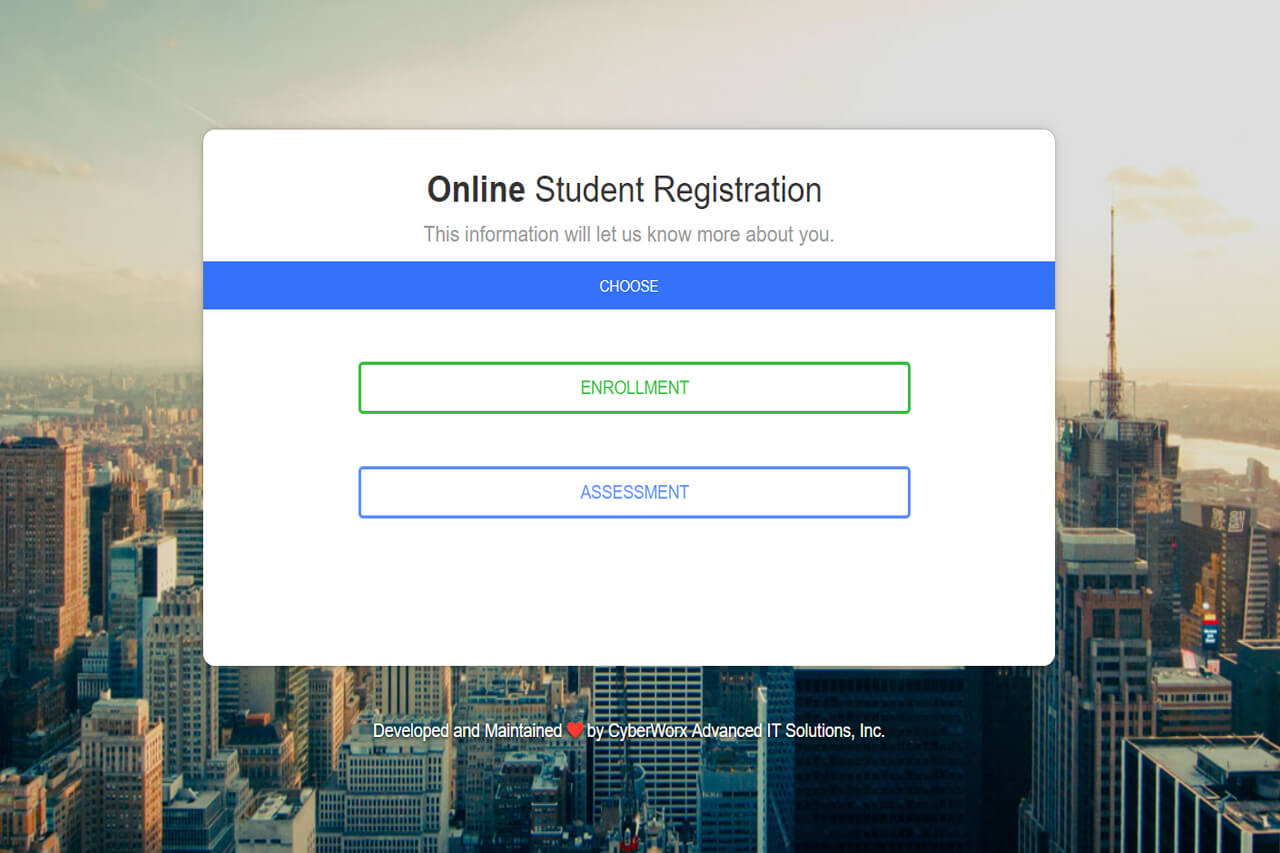 Online Student Registration
This information will let us know more about you.
CHOOSE
ENROLLMENT
ASSESSMENT
Developed and Maintained ❤ by CyberWorx Advanced IT Solutions, Inc.